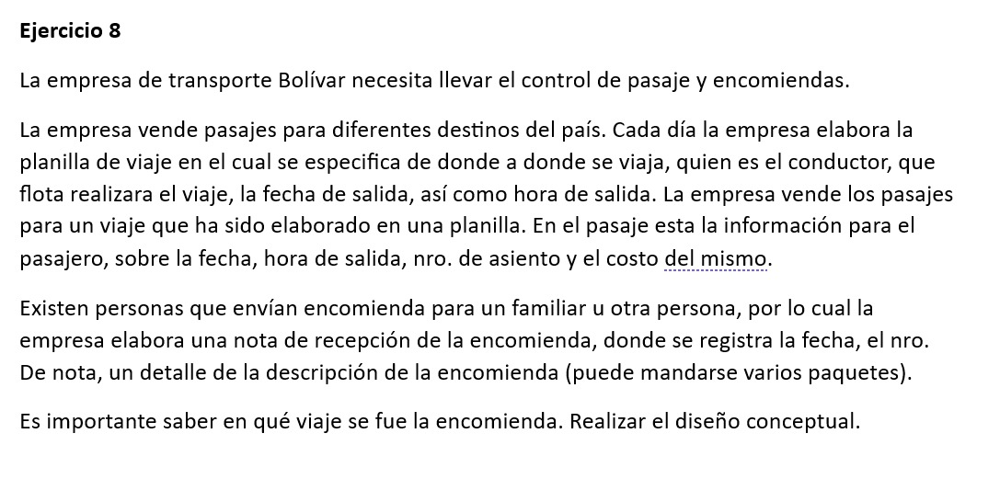 Ejercicio 8
La empresa de transporte Bolívar necesita llevar el control de pasaje y encomiendas.
La empresa vende pasajes para diferentes destinos del país. Cada día la empresa elabora la
planilla de viaje en el cual se especifica de donde a donde se viaja, quien es el conductor, que
flota realizara el viaje, la fecha de salida, así como hora de salida. La empresa vende los pasajes
para un viaje que ha sido elaborado en una planilla. En el pasaje esta la información para el
pasajero, sobre la fecha, hora de salida, nro. de asiento y el costo del mismo.
Existen personas que envían encomienda para un familiar u otra persona, por lo cual la
empresa elabora una nota de recepción de la encomienda, donde se registra la fecha, el nro.
De nota, un detalle de la descripción de la encomienda (puede mandarse varios paquetes).
Es importante saber en qué viaje se fue la encomienda. Realizar el diseño conceptual.